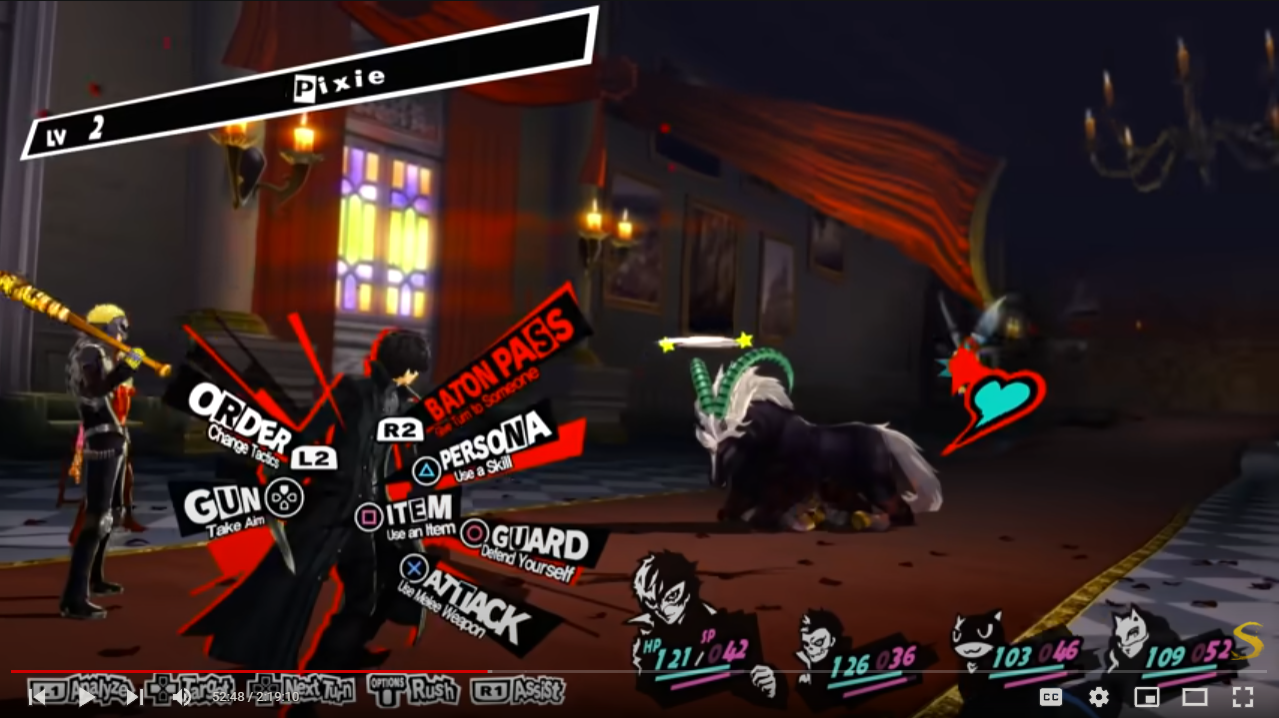 Pixie
LV 2
BATON PASS
Turn to Someone
R2
ORDER
Change Tactics
L2
PERSONA
Use a Skill
GUN
Take Aim
ITEM
Use an Item
GUARD
Defend Yourself
ATTACK
Use Melee Weapon
HP SP
121/042
126 036
103 046
109 052
S
Analyze Target Next Turn OPTIONS Rush R1 Assist
52:48 / 2:19:10
CC